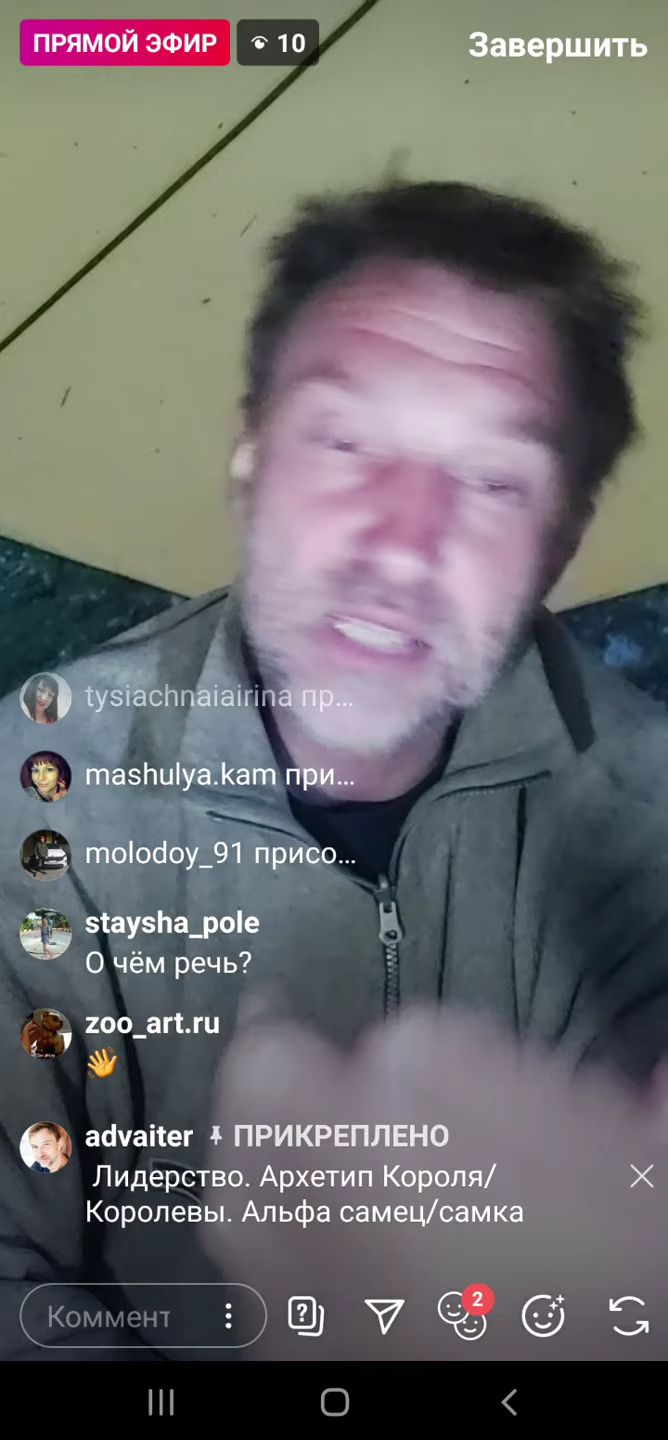 ПРЯМОЙ ЭФИР 10 Завершить
tysiachnaiairina пр...
mashulya.kam при...
molodoy_91 присо...
staysha_pole
О чём речь?
zoo_art.ru
👋
advaiter ПРИКРЕПЛЕНО
Лидерство. Архетип Короля/
Королевы. Альфа самец/самка
Коммент 2